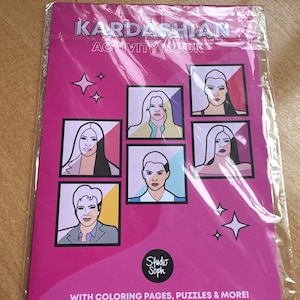 KARDASHIAN
ACTIVITY BOOK
Studio
Soph
WITH COLORING PAGES, PUZZLES & MORE!